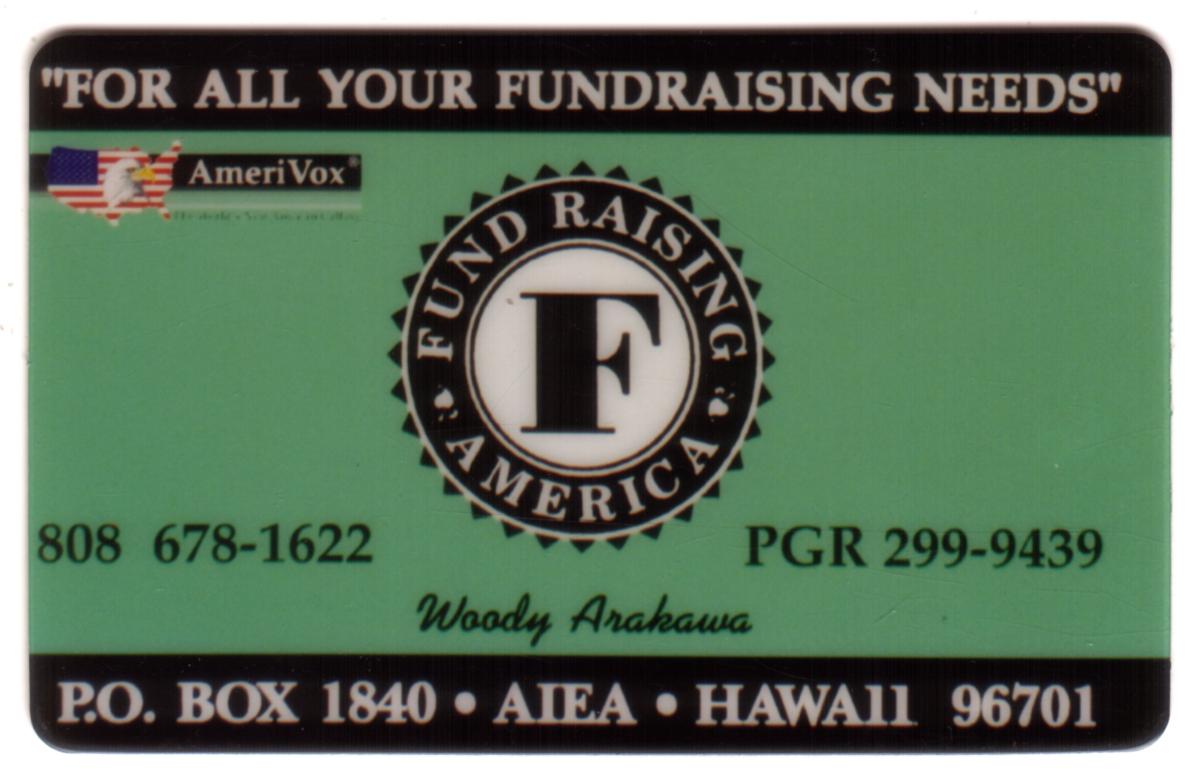 "FOR ALL YOUR FUNDRAISING NEEDS"
AmeriVox®
FUND RAISING
F
AMERICA
808 678-1622
PGR 299-9439
Woody Arakawa
P.O. BOX 1840 • AIEA • HAWA11 96701